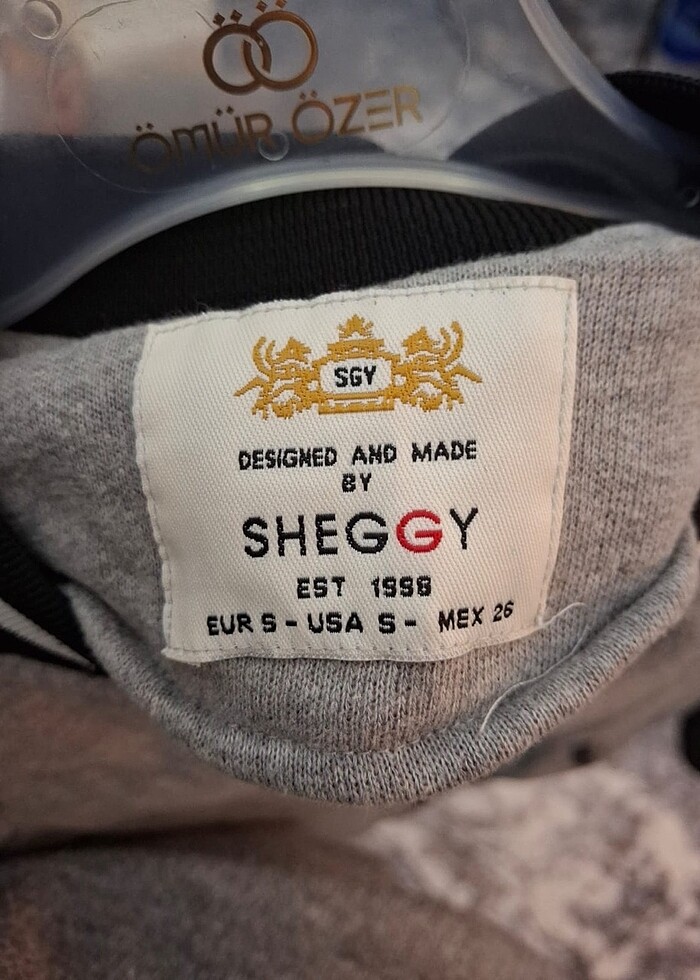 ÖMÜR ÖZER
SGY
DESIGNED AND MADE
BY
SHEGGY
EST 1998
EUR S - USA S - MEX 26